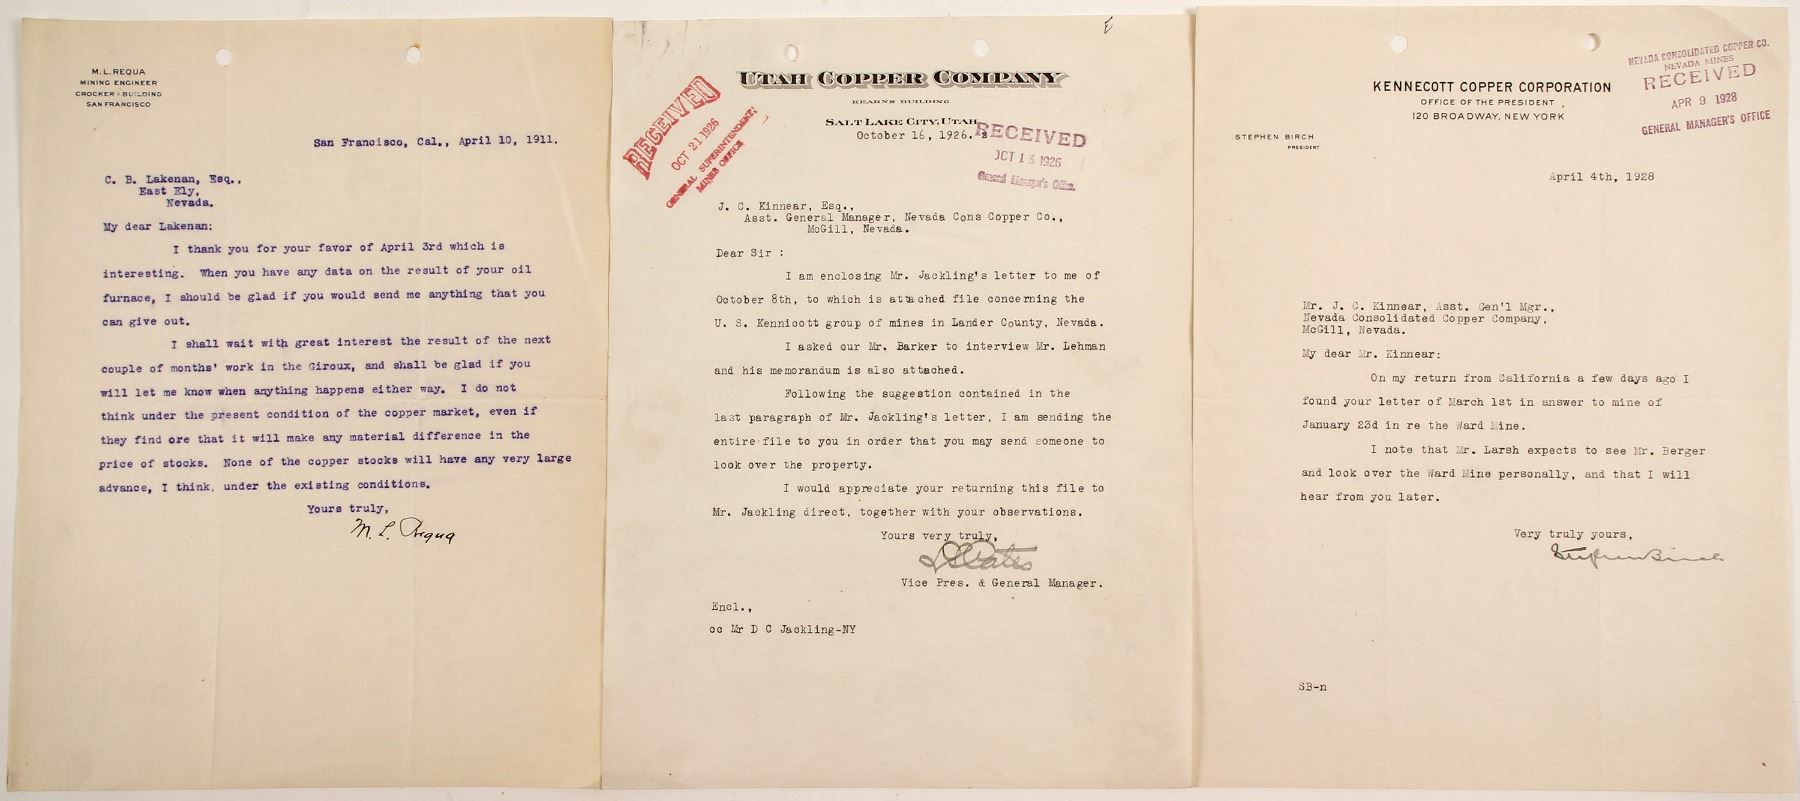 M. L. REQUA
MINING ENGINEER
CROCKER - BUILDING
SAN FRANCISCO
San Francisco, Cal., April 10, 1911.
C. B. Lakenan, Esq.,
East Ely,
Nevada.
My dear Lakenan:
I thank you for your favor of April 3rd which is
interesting. When you have any data on the result of your oil
furnace, I should be glad if you would send me anything that you
can give out.
I shall wait with great interest the result of the next
couple of months' work in the Giroux, and shall be glad if you
will let me know when anything happens either way. I do not
think under the present condition of the copper market, even if
they find ore that it will make any material difference in the
price of stocks. None of the copper stocks will have any very large
advance, I think, under the existing conditions.
Yours truly,
M. L. Requa
E
UTAH COPPER COMPANY
KEARNS BUILDING
SALT LAKE CITY, UTAH
October 16, 1926.
RECEIVED
OCT 21 1926
GENERAL SUPERINTENDENT
MINES OFFICE
RECEIVED
OCT 18 1926
General Manager's Office.
J. C. Kinnear, Esq.,
Asst. General Manager, Nevada Cons Copper Co.,
McGill, Nevada.
Dear Sir :
I am enclosing Mr. Jackling's letter to me of
October 8th, to which is attached file concerning the
U. S. Kennicott group of mines in Lander County, Nevada.
I asked our Mr. Barker to interview Mr. Lehman
and his memorandum is also attached.
Following the suggestion contained in the
last paragraph of Mr. Jackling's letter, I am sending the
entire file to you in order that you may send someone to
look over the property.
I would appreciate your returning this file to
Mr. Jackling direct, together with your observations.
Yours very truly,
Vice Pres. & General Manager.
Encl.,
cc Mr D C Jackling-NY
KENNECOTT COPPER CORPORATION
OFFICE OF THE PRESIDENT
120 BROADWAY, NEW YORK
STEPHEN BIRCH
PRESIDENT
NEVADA CONSOLIDATED COPPER CO.
NEVADA MINES
RECEIVED
APR 9 1928
GENERAL MANAGER'S OFFICE
April 4th, 1928
Mr. J. C. Kinnear, Asst. Gen'l Mgr.,
Nevada Consolidated Copper Company,
McGill, Nevada.
My dear Mr. Kinnear:
On my return from California a few days ago I
found your letter of March 1st in answer to mine of
January 23d in re the Ward Mine.
I note that Mr. Larsh expects to see Mr. Berger
and look over the Ward Mine personally, and that I will
hear from you later.
Very truly yours,
Stephen Birch
SB-n